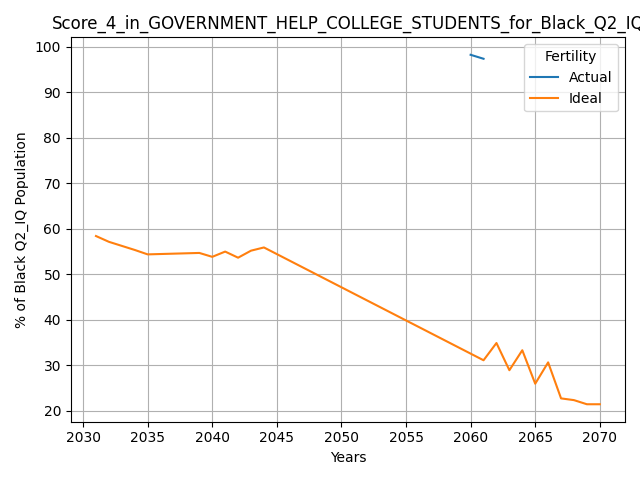 Score_4_in_GOVERNMENT_HELP_COLLEGE_STUDENTS_for_Black_Q2_IQ
Fertility
Actual
Ideal
% of Black Q2_IQ Population
100
90
80
70
60
50
40
30
20
2030 2035 2040 2045 2050 2055 2060 2065 2070
Years